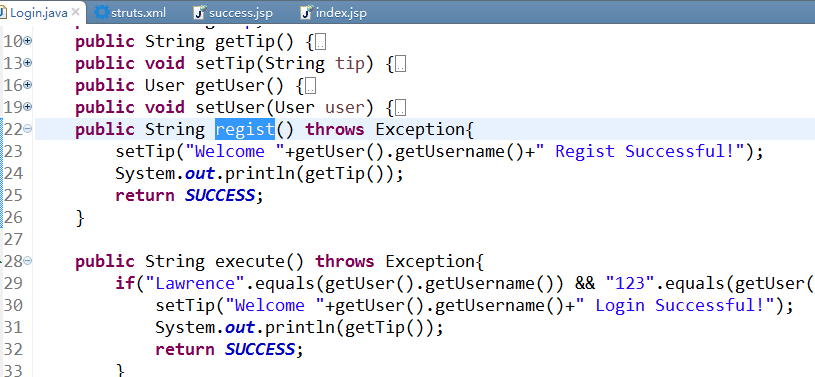 Login.java struts.xml success.jsp index.jsp
10 public String getTip() {
13 public void setTip(String tip) {
16 public User getUser() {
19 public void setUser(User user) {
22 public String regist() throws Exception{
23 setTip("Welcome "+getUser().getUsername()+" Regist Successful!");
24 System.out.println(getTip());
25 return SUCCESS;
26 }
27
28 public String execute() throws Exception{
29 if("Lawrence".equals(getUser().getUsername()) && "123".equals(getUser(
30 setTip("Welcome "+getUser().getUsername()+" Login Successful!");
31 System.out.println(getTip());
32 return SUCCESS;
33 }